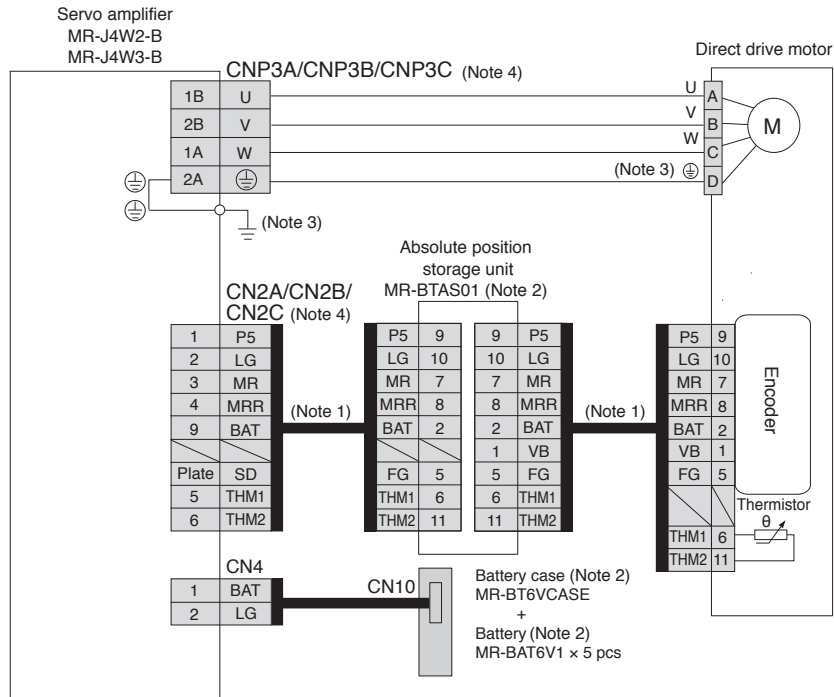 Servo amplifier
MR-J4W2-B
MR-J4W3-B
Direct drive motor
CNP3A/CNP3B/CNP3C (Note 4)
1B U
2B V
1A W
2A
U A
V B
W C
(Note 3) D
M
(Note 3)
Absolute position
storage unit
MR-BTAS01 (Note 2)
CN2A/CN2B/
CN2C (Note 4)
1 P5
2 LG
3 MR
4 MRR
9 BAT
Plate SD
5 THM1
6 THM2
(Note 1)
P5 9
LG 10
MR 7
MRR 8
BAT 2
FG 5
THM1 6
THM2 11
9 P5
10 LG
7 MR
8 MRR
2 BAT
1 VB
5 FG
6 THM1
11 THM2
(Note 1)
P5 9
LG 10
MR 7
MRR 8
BAT 2
VB 1
FG 5
THM1 6
THM2 11
Encoder
Thermistor
θ
CN4
1 BAT
2 LG
CN10
Battery case (Note 2)
MR-BT6VCASE
+
Battery (Note 2)
MR-BAT6V1 × 5 pcs